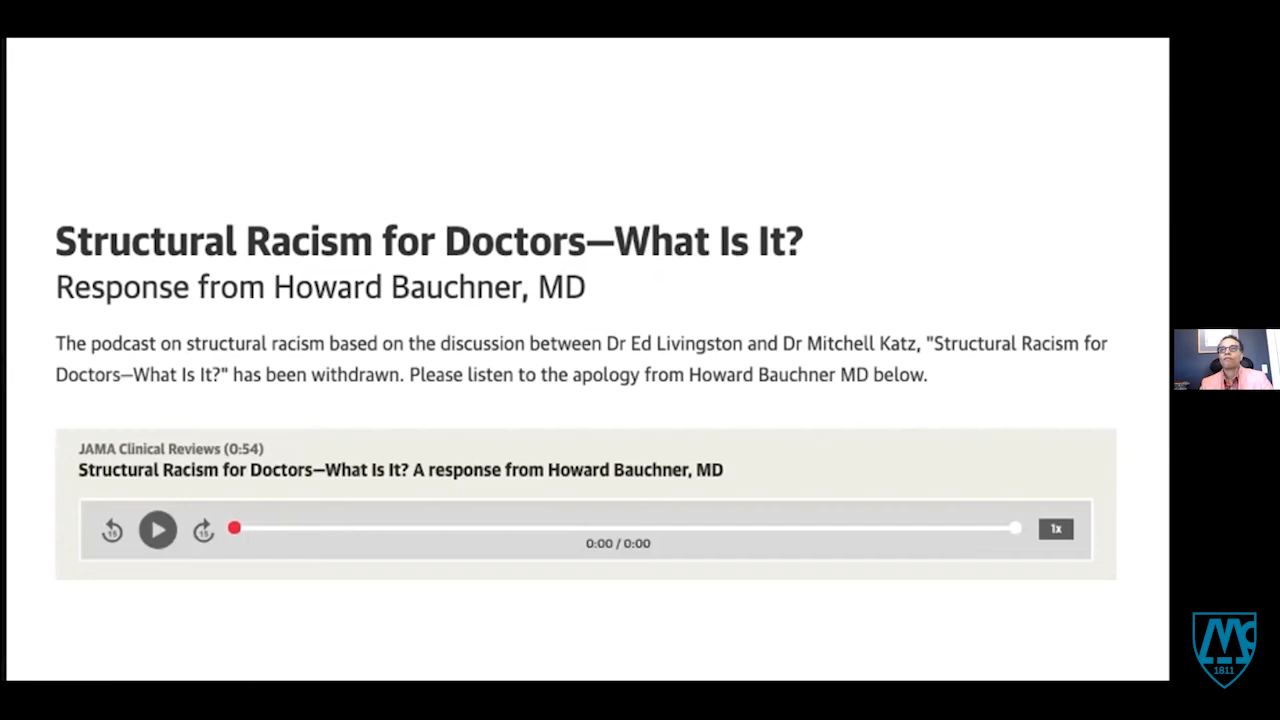 Structural Racism for Doctors—What Is It?
Response from Howard Bauchner, MD
The podcast on structural racism based on the discussion between Dr Ed Livingston and Dr Mitchell Katz, "Structural Racism for
Doctors—What Is It?" has been withdrawn. Please listen to the apology from Howard Bauchner MD below.
JAMA Clinical Reviews (0:54)
Structural Racism for Doctors—What Is It? A response from Howard Bauchner, MD
15 15
0:00 / 0:00
1x
MG
1811